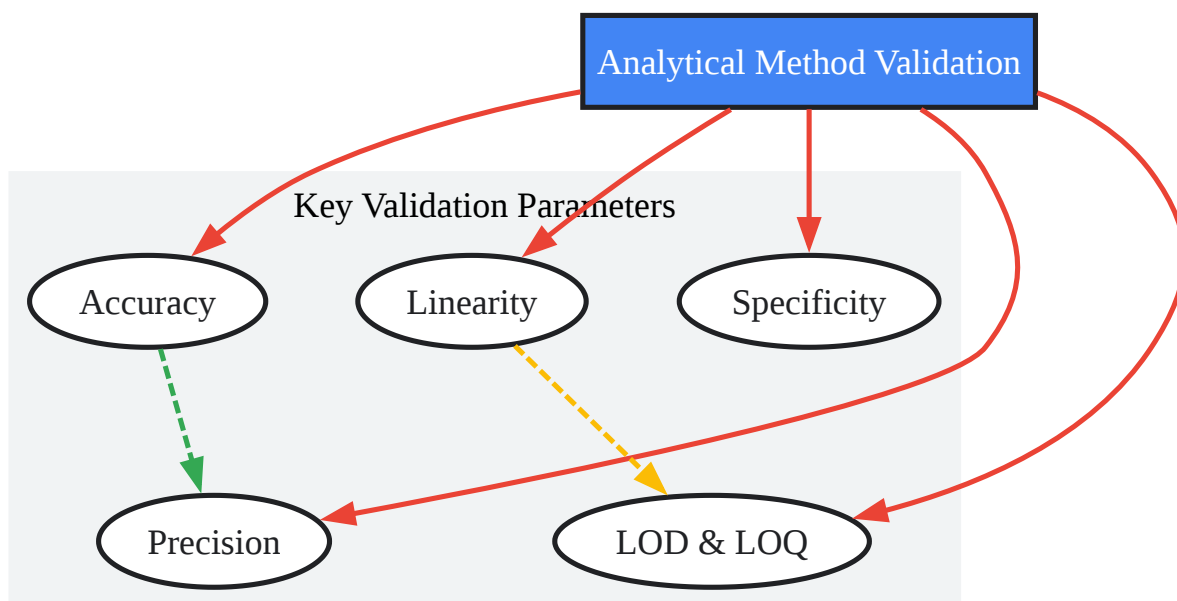 Analytical Method Validation
Key Validation Parameters
Accuracy
Linearity
Specificity
Precision
LOD & LOQ